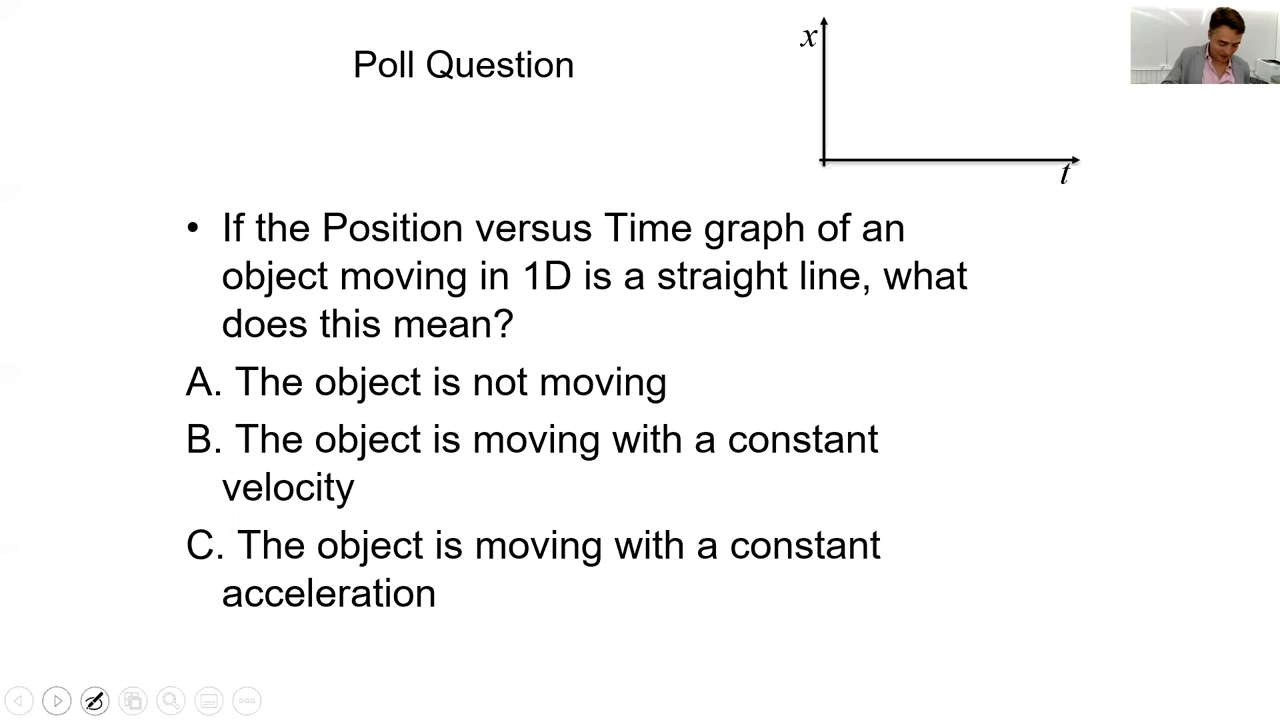 Poll Question
x
t
• If the Position versus Time graph of an
object moving in 1D is a straight line, what
does this mean?
A. The object is not moving
B. The object is moving with a constant
velocity
C. The object is moving with a constant
acceleration